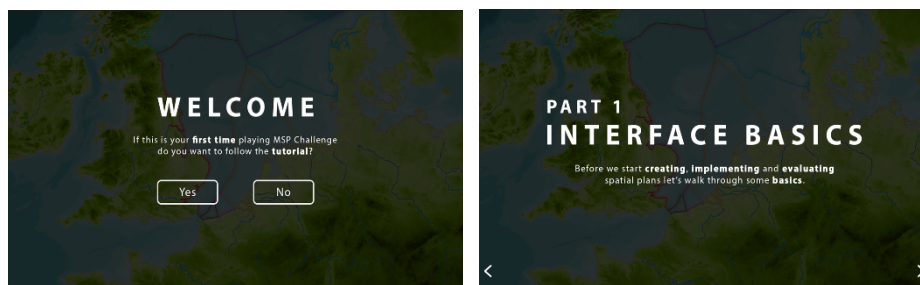 WELCOME
If this is your first time playing MSP Challenge
do you want to follow the tutorial?
Yes
No
PART 1
INTERFACE BASICS
Before we start creating, implementing and evaluating
spatial plans let's walk through some basics.